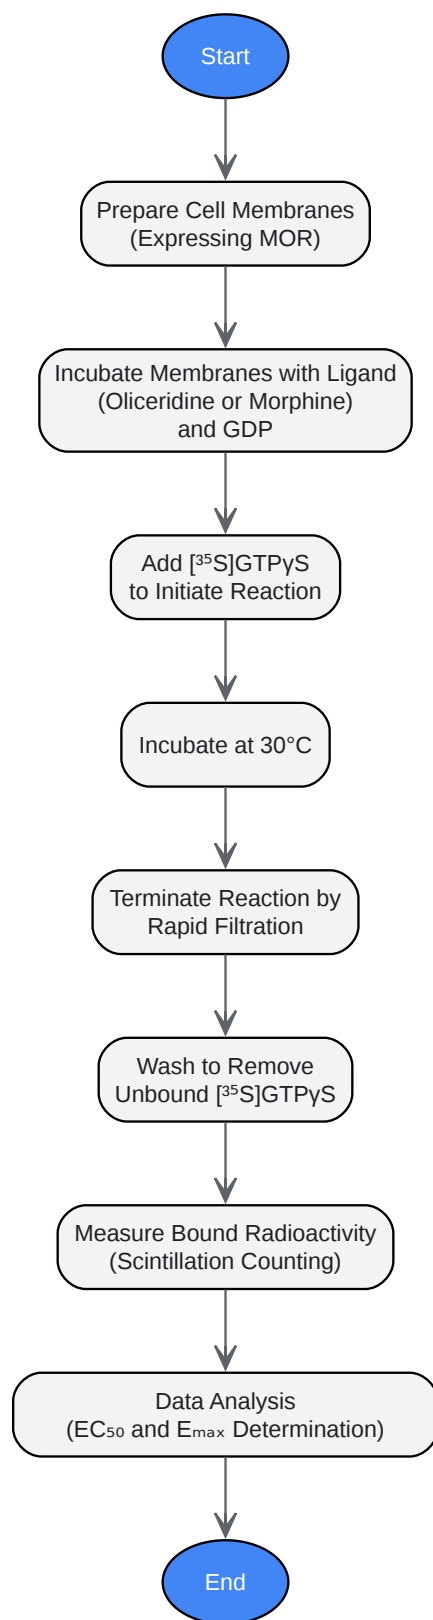 Start
Prepare Cell Membranes
(Expressing MOR)
Incubate Membranes with Ligand
(Oliceridine or Morphine)
and GDP
Add [³⁵S]GTPγS
to Initiate Reaction
Incubate at 30°C
Terminate Reaction by
Rapid Filtration
Wash to Remove
Unbound [³⁵S]GTPγS
Measure Bound Radioactivity
(Scintillation Counting)
Data Analysis
(EC₅₀ and Eₘₐₓ Determination)
End